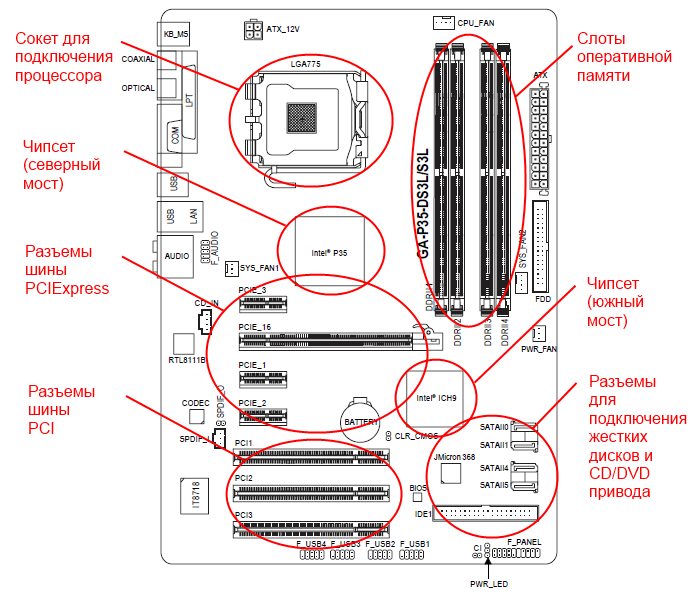 Сокет для
подключения
процессора
Чипсет
(северный
мост)
Разъемы
шины
PCIExpress
Разъемы
шины
PCI
Слоты
оперативной
памяти
Чипсет
(южный
мост)
Разъемы
для
подключения
жестких
дисков и
CD/DVD
привода
KB_MS
ATX_12V
CPU_FAN
LGA775
COAXIAL
OPTICAL
LPT
COM
ATX
USB
USB
LAN
AUDIO
F_AUDIO
SYS_FAN1
Intel® P35
GA-P35-DS3L/S3L
SYS_FAN2
FDD
DDRII1
DDRII2
DDRII3
DDRII4
PWR_FAN
CD_IN
PCIE_3
PCIE_16
RTL8111B
PCIE_1
PCIE_2
CODEC
SPDIF_O
SPDIF_I
BATTERY
CLR_CMOS
Intel® ICH9
SATAII0
SATAII1
JMicron 368
SATAII4
SATAII5
PCI1
PCI2
PCI3
IT8718
BIOS
IDE1
F_USB4
F_USB3
F_USB2
F_USB1
CI
F_PANEL
PWR_LED